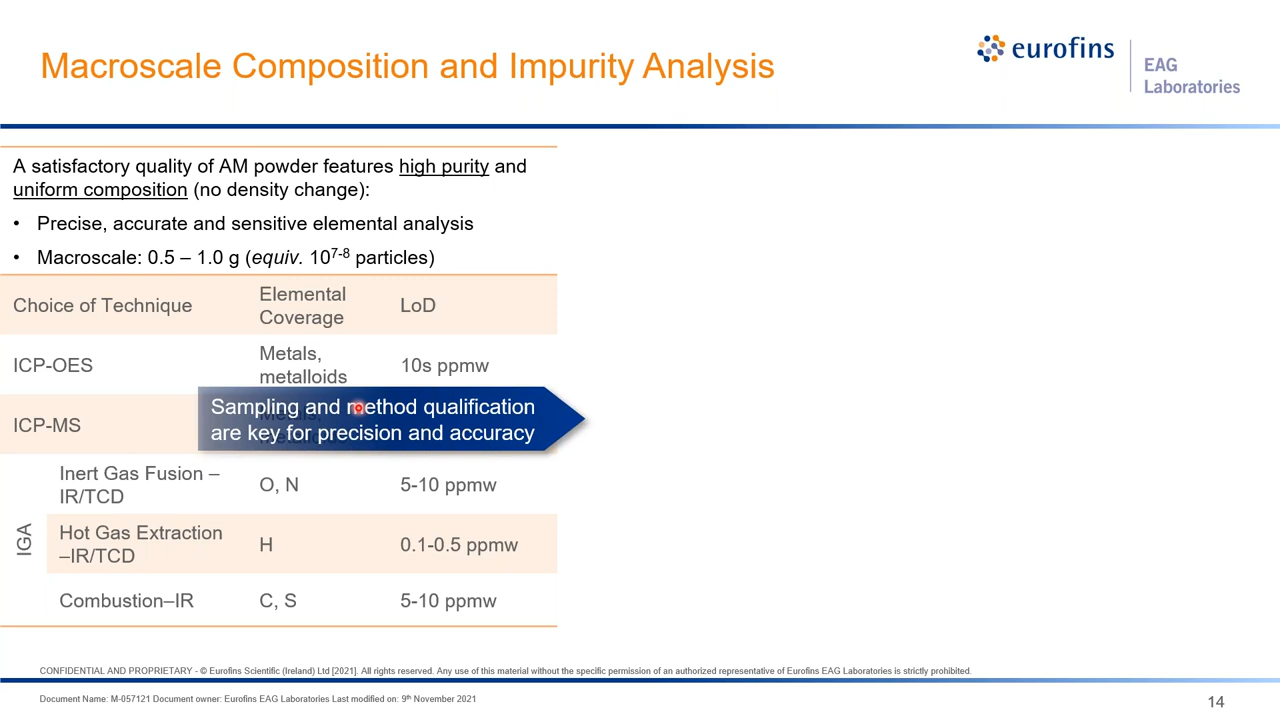 Macroscale Composition and Impurity Analysis
eurofins
EAG
Laboratories
A satisfactory quality of AM powder features high purity and
uniform composition (no density change):
• Precise, accurate and sensitive elemental analysis
• Macroscale: 0.5 – 1.0 g (equiv. 10⁷⁻⁸ particles)
Choice of Technique
Elemental
Coverage
LoD
ICP-OES
Metals,
metalloids
10s ppmw
ICP-MS
Sampling and method qualification
are key for precision and accuracy
IGA
Inert Gas Fusion –
IR/TCD
O, N
5-10 ppmw
Hot Gas Extraction
–IR/TCD
H
0.1-0.5 ppmw
Combustion–IR
C, S
5-10 ppmw
CONFIDENTIAL AND PROPRIETARY - © Eurofins Scientific (Ireland) Ltd [2021]. All rights reserved. Any use of this material without the specific permission of an authorized representative of Eurofins EAG Laboratories is strictly prohibited.
Document Name: M-057121 Document owner: Eurofins EAG Laboratories Last modified on: 9th November 2021
14